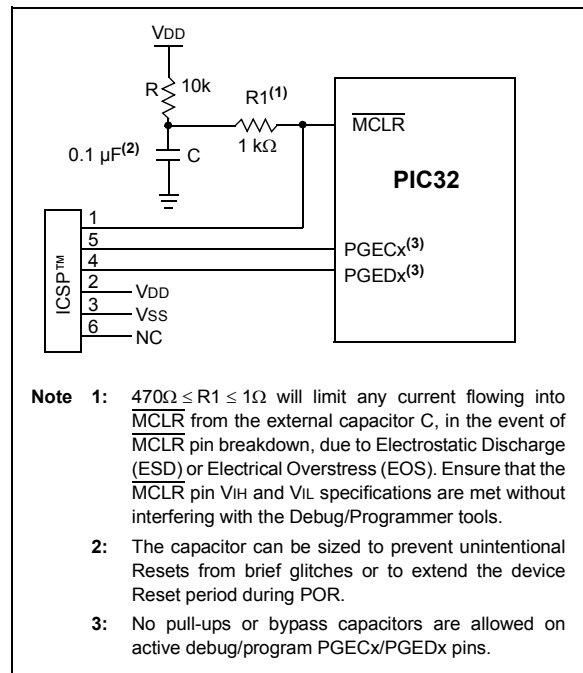 VDD
R 10k
R1(1)
1 kΩ
MCLR
0.1 µF(2) C
PIC32
ICSP™
1
5
4
2
3
6
PGECx(3)
PGEDx(3)
VDD
VSS
NC
Note 1: 470Ω ≤ R1 ≤ 1Ω will limit any current flowing into
MCLR from the external capacitor C, in the event of
MCLR pin breakdown, due to Electrostatic Discharge
(ESD) or Electrical Overstress (EOS). Ensure that the
MCLR pin VIH and VIL specifications are met without
interfering with the Debug/Programmer tools.
2: The capacitor can be sized to prevent unintentional
Resets from brief glitches or to extend the device
Reset period during POR.
3: No pull-ups or bypass capacitors are allowed on
active debug/program PGECx/PGEDx pins.